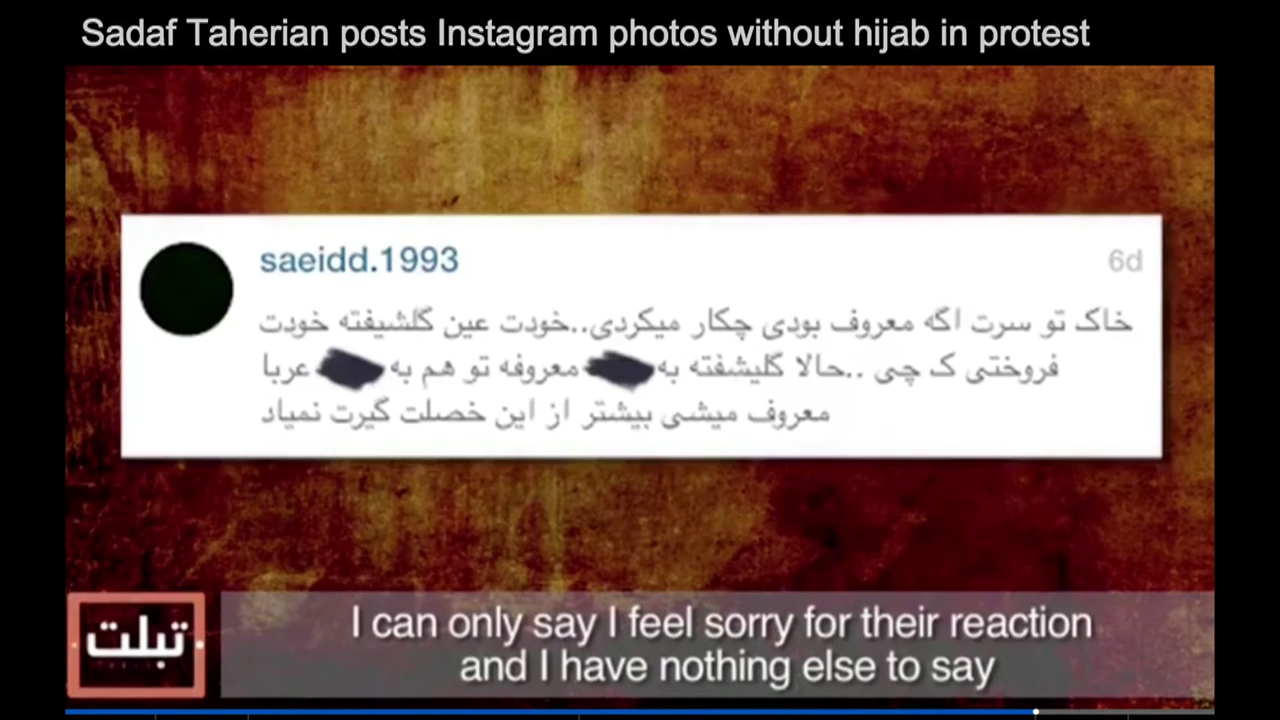 Sadaf Taherian posts Instagram photos without hijab in protest
saeidd.1993
6d
خاک تو سرت اگه معروف بودی چکار میکردی..خودت عین گلشیفته خودت
فروختی ک چی ..حالا گلیشفته به معروفه تو هم به عربا
معروف میشی بیشتر از این خصلت گیرت نمیاد
تبلت
I can only say I feel sorry for their reaction
and I have nothing else to say